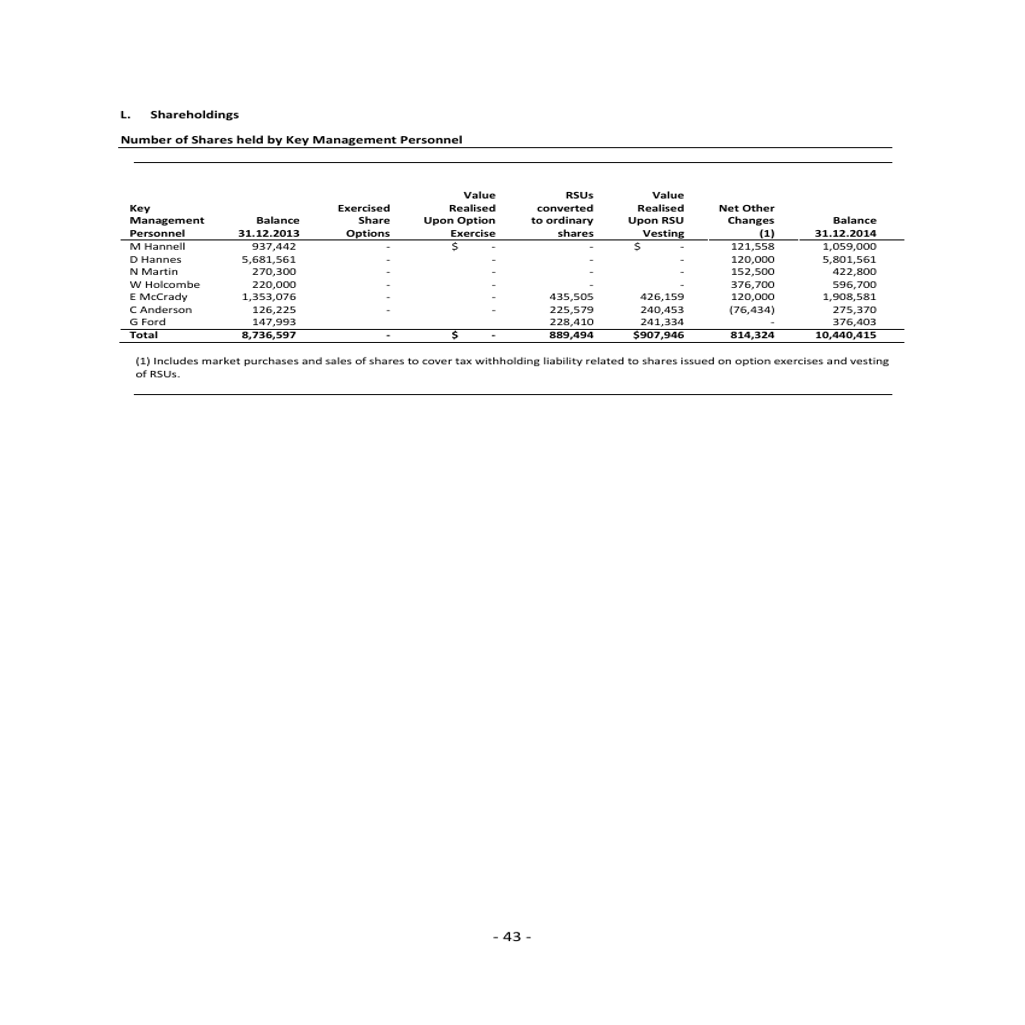 L. Shareholdings
Number of Shares held by Key Management Personnel
Key Management Personnel Balance 31.12.2013 Exercised Share Options Value Realised Upon Option Exercise RSUs converted to ordinary shares Value Realised Upon RSU Vesting Net Other Changes (1) Balance 31.12.2014
M Hannell 937,442 - $ - - $ - 121,558 1,059,000
D Hannes 5,681,561 - - - - 120,000 5,801,561
N Martin 270,300 - - - - 152,500 422,800
W Holcombe 220,000 - - - - 376,700 596,700
E McCrady 1,353,076 - - 435,505 426,159 120,000 1,908,581
C Anderson 126,225 - - 225,579 240,453 (76,434) 275,370
G Ford 147,993 228,410 241,334 - 376,403
Total 8,736,597 - $ - 889,494 $907,946 814,324 10,440,415
(1) Includes market purchases and sales of shares to cover tax withholding liability related to shares issued on option exercises and vesting
of RSUs.
- 43 -